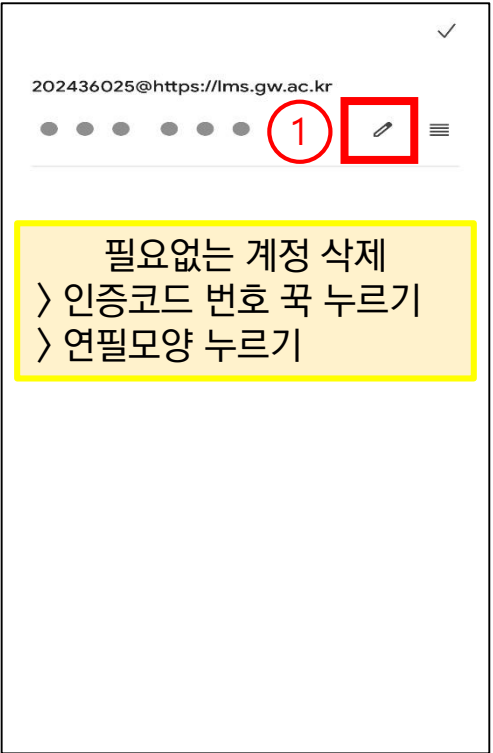 202436025@https://lms.gw.ac.kr
1
필요없는 계정 삭제
〉인증코드 번호 꾹 누르기
〉연필모양 누르기